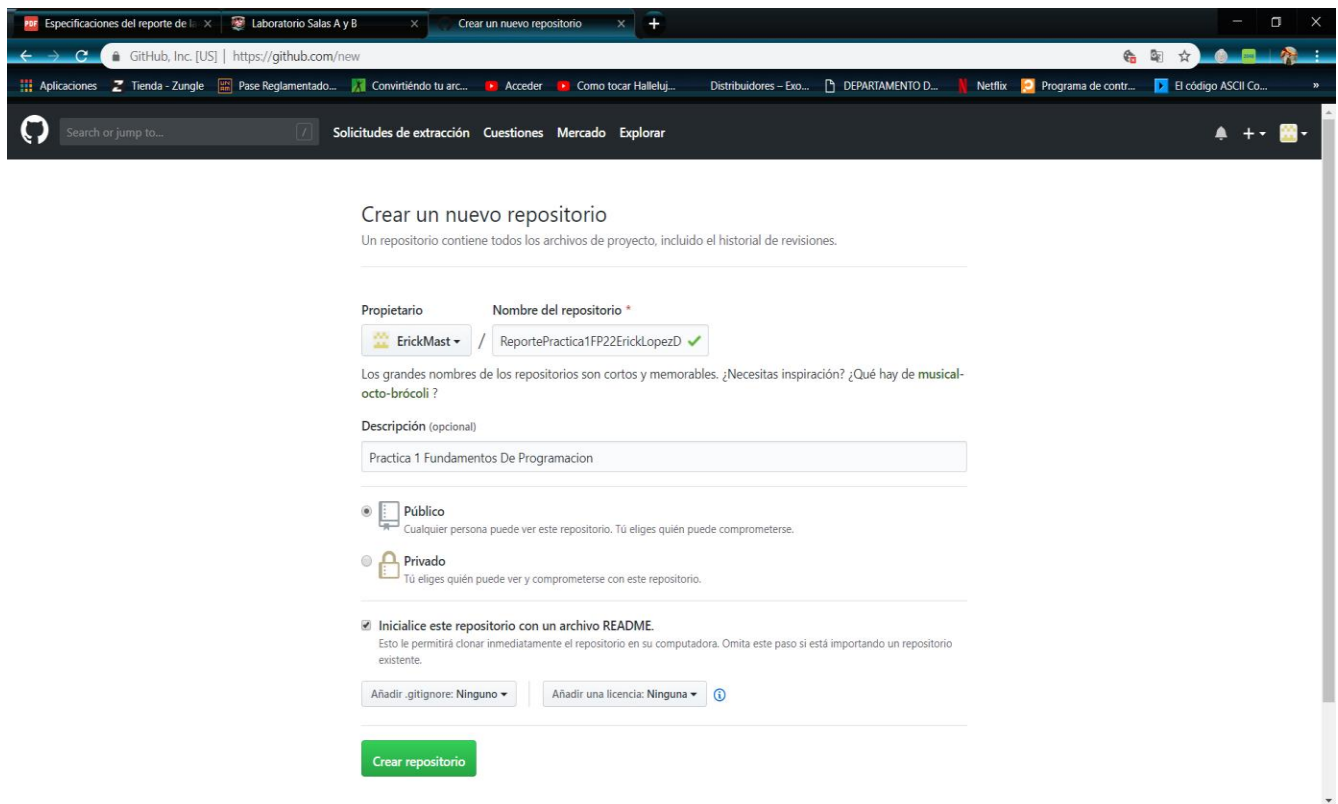 Especificaciones del reporte de l
Laboratorio Salas A y B
Crear un nuevo repositorio
GitHub, Inc. [US] | https://github.com/new
Aplicaciones
Tienda - Zungle
Pase Reglamentado...
Convirtiéndo tu arc...
Acceder
Como tocar Halleluj...
Distribuidores – Exo...
DEPARTAMENTO D...
Netflix
Programa de contr...
El código ASCII Co...
»
Search or jump to...
/
Solicitudes de extracción Cuestiones Mercado Explorar
Crear un nuevo repositorio
Un repositorio contiene todos los archivos de proyecto, incluido el historial de revisiones.
Propietario
Nombre del repositorio *
ErickMast / ReportePractica1FP22ErickLopezD
Los grandes nombres de los repositorios son cortos y memorables. ¿Necesitas inspiración? ¿Qué hay de musical-
octo-brócoli ?
Descripción (opcional)
Practica 1 Fundamentos De Programacion
Público
Cualquier persona puede ver este repositorio. Tú eliges quién puede comprometerse.
Privado
Tú eliges quién puede ver y comprometerse con este repositorio.
Inicialice este repositorio con un archivo README.
Esto le permitirá clonar inmediatamente el repositorio en su computadora. Omita este paso si está importando un repositorio
existente.
Añadir .gitignore: Ninguno
Añadir una licencia: Ninguna
Crear repositorio